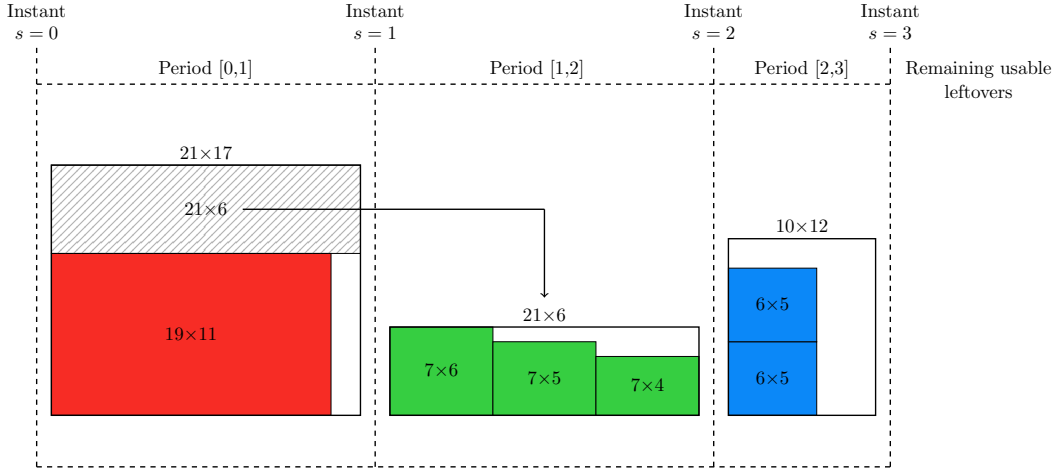 Instant
s = 0
Instant
s = 1
Instant
s = 2
Instant
s = 3
Period [0,1]
Period [1,2]
Period [2,3]
Remaining usable
leftovers
21×17
21×6
19×11
21×6
7×6
7×5
7×4
10×12
6×5
6×5